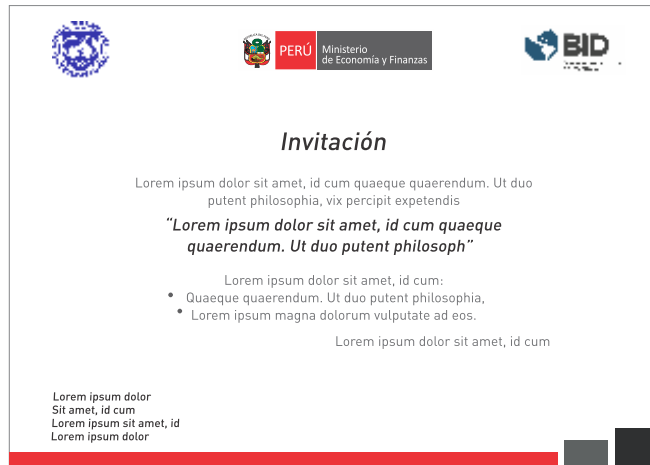 PERÚ
Ministerio
de Economía y Finanzas
BID
Invitación
Lorem ipsum dolor sit amet, id cum quaeque quaerendum. Ut duo
putent philosophia, vix percipit expetendis
“Lorem ipsum dolor sit amet, id cum quaeque
quaerendum. Ut duo putent philosoph”
Lorem ipsum dolor sit amet, id cum:
• Quaeque quaerendum. Ut duo putent philosophia,
• Lorem ipsum magna dolorum vulputate ad eos.
Lorem ipsum dolor sit amet, id cum
Lorem ipsum dolor
Sit amet, id cum
Lorem ipsum sit amet, id
Lorem ipsum dolor